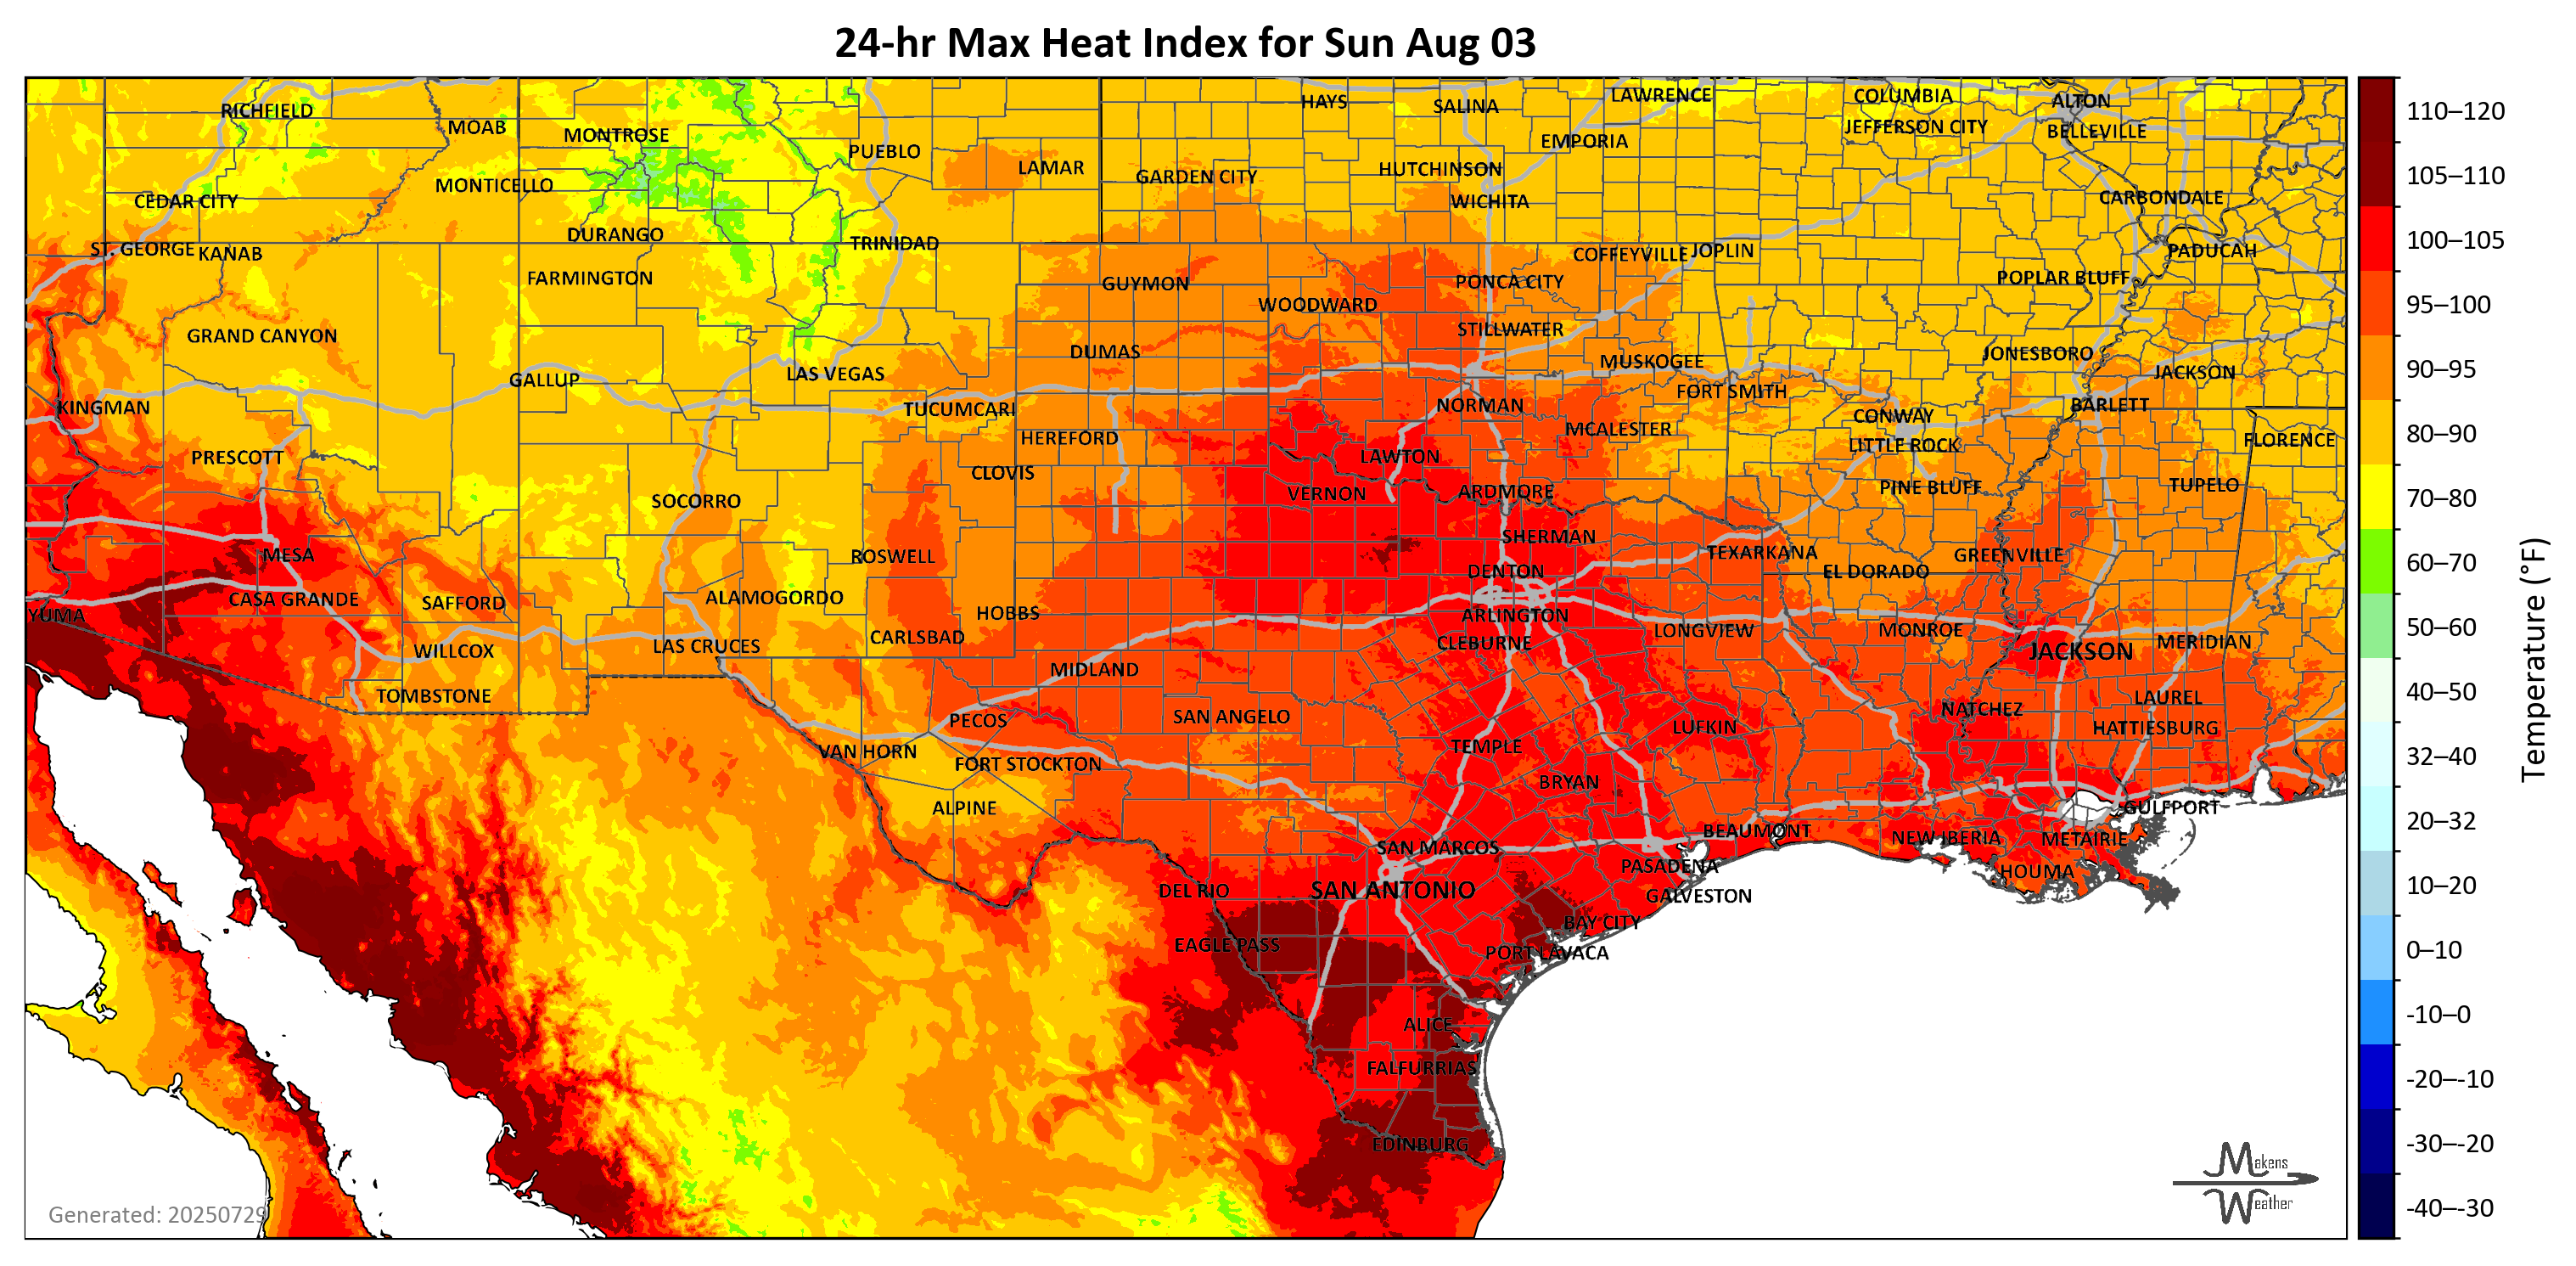 24-hr Max Heat Index for Sun Aug 03
RICHFIELD
MOAB
MONTROSE
PUEBLO
LAMAR
HAYS
SALINA
LAWRENCE
COLUMBIA
ALTON
EMPORIA
JEFFERSON CITY
BELLEVILLE
MONTICELLO
GARDEN CITY
HUTCHINSON
CEDAR CITY
WICHITA
CARBONDALE
DURANGO
TRINIDAD
ST. GEORGE
KANAB
COFFEYVILLE
JOPLIN
PADUCAH
FARMINGTON
GUYMON
PONCA CITY
POPLAR BLUFF
WOODWARD
GRAND CANYON
STILLWATER
DUMAS
MUSKOGEE
JONESBORO
JACKSON
GALLUP
LAS VEGAS
FORT SMITH
KINGMAN
TUCUMCARI
NORMAN
CONWAY
BARLETT
HEREFORD
MCALESTER
LITTLE ROCK
FLORENCE
PRESCOTT
CLOVIS
LAWTON
SOCORRO
VERNON
ARDMORE
PINE BLUFF
TUPELO
MESA
ROSWELL
SHERMAN
TEXARKANA
GREENVILLE
DENTON
EL DORADO
CASA GRANDE
SAFFORD
ALAMOGORDO
HOBBS
YUMA
ARLINGTON
WILLCOX
LAS CRUCES
CARLSBAD
CLEBURNE
LONGVIEW
MONROE
JACKSON
MERIDIAN
MIDLAND
TOMBSTONE
PECOS
SAN ANGELO
LUFKIN
NATCHEZ
LAUREL
HATTIESBURG
VAN HORN
FORT STOCKTON
TEMPLE
BRYAN
ALPINE
GULFPORT
SAN MARCOS
BEAUMONT
NEW IBERIA
METAIRIE
DEL RIO
SAN ANTONIO
PASADENA
GALVESTON
HOUMA
EAGLE PASS
BAY CITY
PORT LAVACA
ALICE
FALFURRIAS
EDINBURG
Generated: 20250729
Makens
Weather
110–120
105–110
100–105
95–100
90–95
80–90
70–80
60–70
50–60
40–50
32–40
20–32
10–20
0–10
-10–0
-20–-10
-30–-20
-40–-30
Temperature (°F)